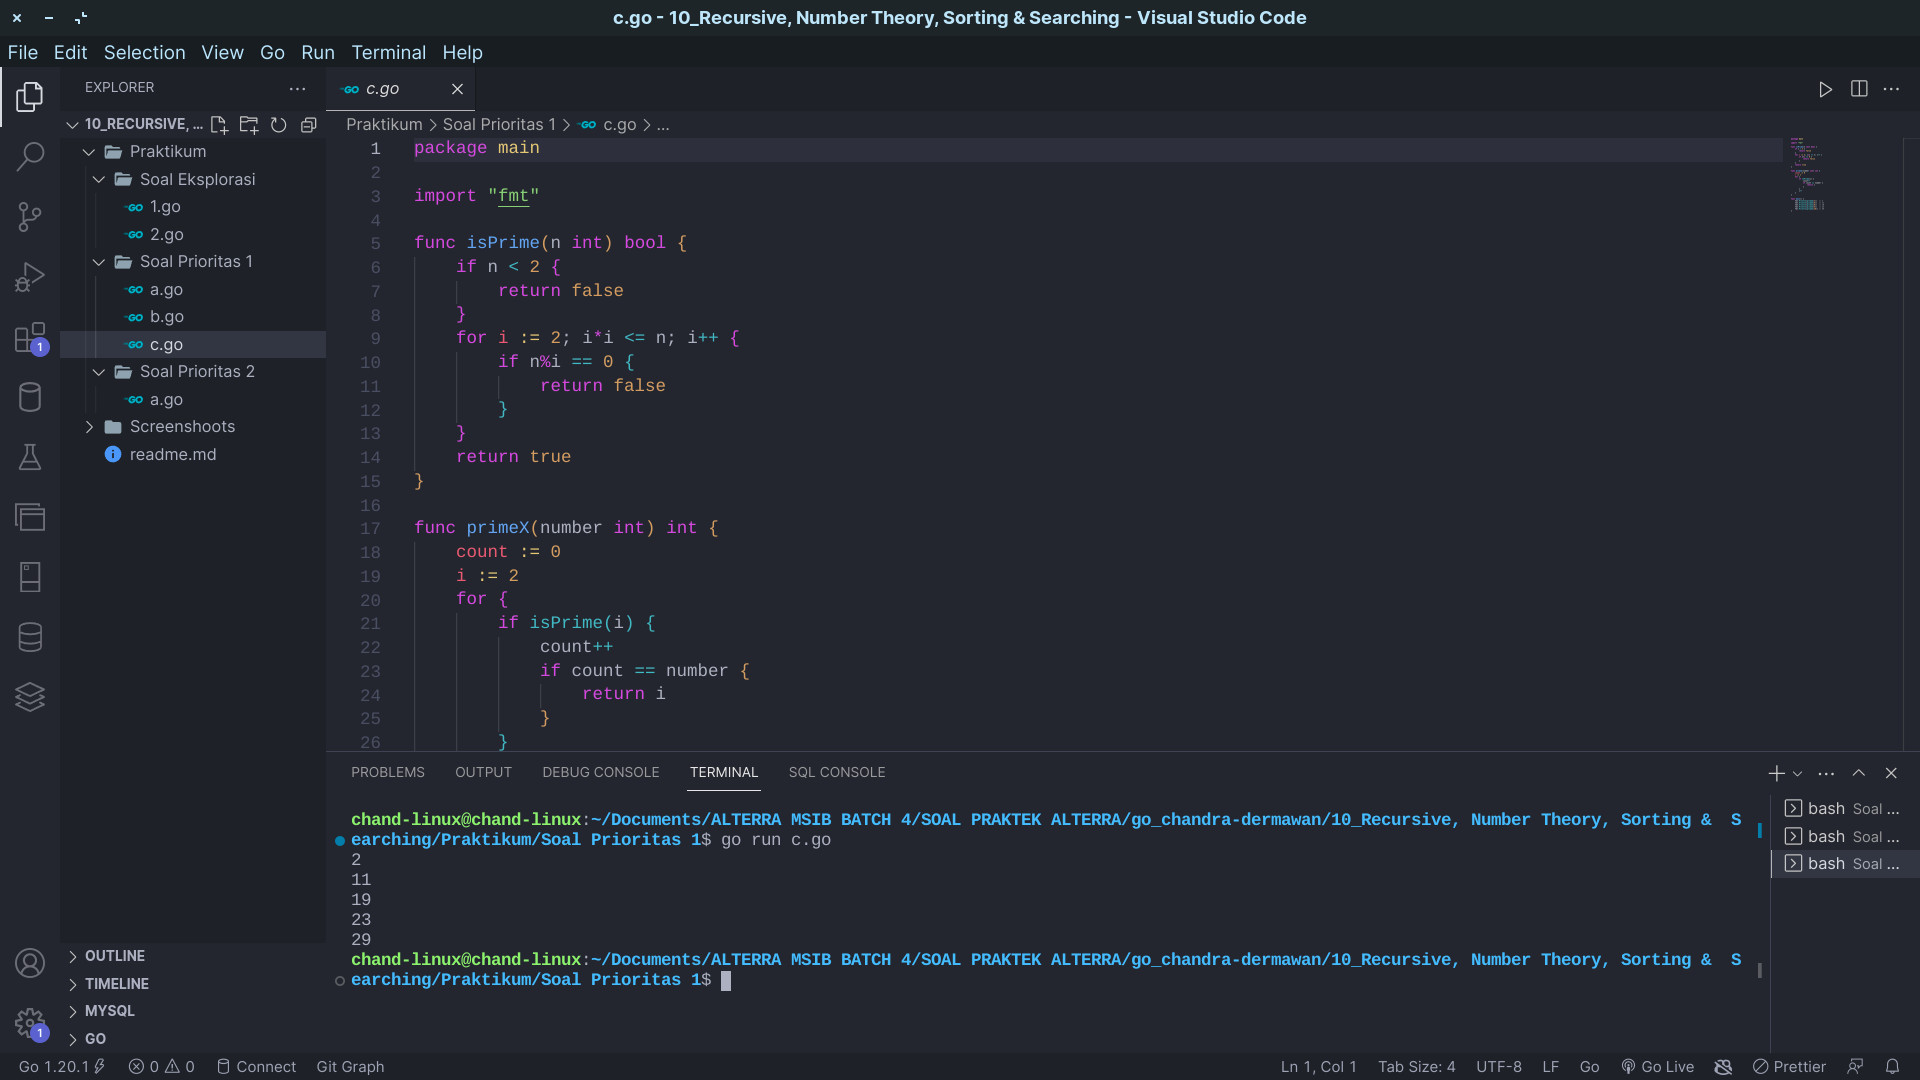 c.go - 10_Recursive, Number Theory, Sorting & Searching - Visual Studio Code
File Edit Selection View Go Run Terminal Help
EXPLORER
10_RECURSIVE, ...
Praktikum
Soal Eksplorasi
1.go
2.go
Soal Prioritas 1
a.go
b.go
c.go
Soal Prioritas 2
a.go
Screenshoots
readme.md
OUTLINE
TIMELINE
MYSQL
GO
1
1
GO c.go
Praktikum > Soal Prioritas 1 > GO c.go > ...
1 package main
2
3 import "fmt"
4
5 func isPrime(n int) bool {
6 if n < 2 {
7 return false
8 }
9 for i := 2; i*i <= n; i++ {
10 if n%i == 0 {
11 return false
12 }
13 }
14 return true
15 }
16
17 func primeX(number int) int {
18 count := 0
19 i := 2
20 for {
21 if isPrime(i) {
22 count++
23 if count == number {
24 return i
25 }
26 }
PROBLEMS OUTPUT DEBUG CONSOLE TERMINAL SQL CONSOLE
chand-linux@chand-linux:~/Documents/ALTERRA MSIB BATCH 4/SOAL PRAKTEK ALTERRA/go_chandra-dermawan/10_Recursive, Number Theory, Sorting & S
earching/Praktikum/Soal Prioritas 1$ go run c.go
2
11
19
23
29
chand-linux@chand-linux:~/Documents/ALTERRA MSIB BATCH 4/SOAL PRAKTEK ALTERRA/go_chandra-dermawan/10_Recursive, Number Theory, Sorting & S
earching/Praktikum/Soal Prioritas 1$
bash Soal ...
bash Soal ...
bash Soal ...
Go 1.20.1 0 0 Connect Git Graph Ln 1, Col 1 Tab Size: 4 UTF-8 LF Go Go Live Prettier